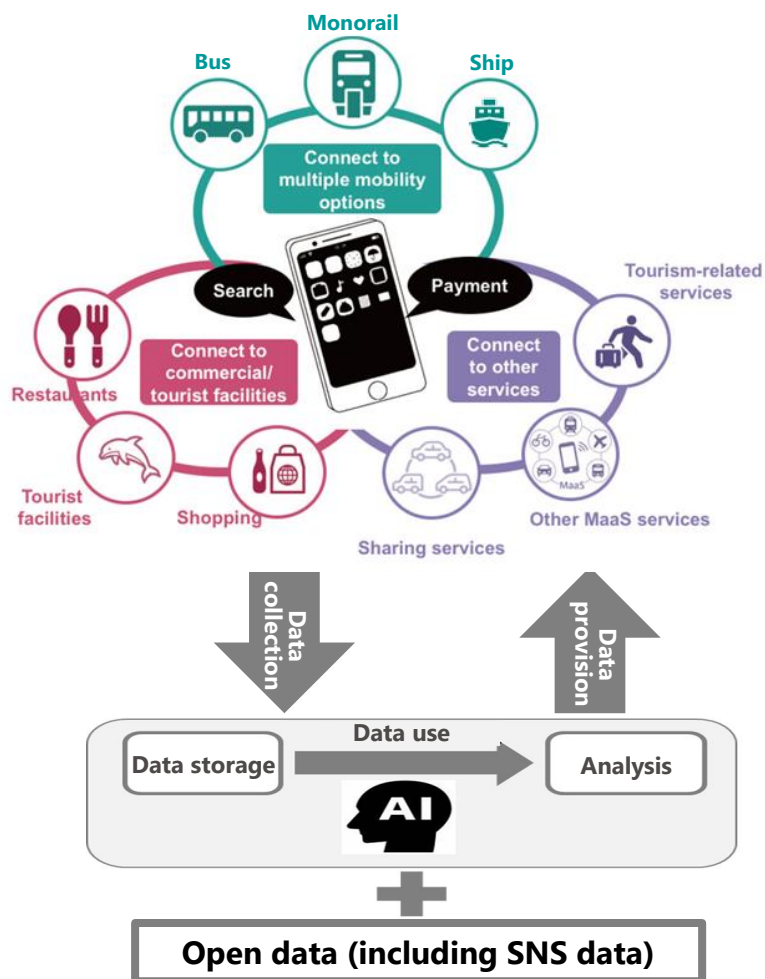 Monorail
Bus
Ship
Connect to
multiple mobility
options
Search
Payment
Tourism-related
services
Connect to
commercial/
tourist facilities
Connect
to other
services
Restaurants
MaaS
Tourist
facilities
Shopping
Other MaaS services
Sharing services
Data
collection
Data
provision
Data use
Data storage
Analysis
AI
Open data (including SNS data)